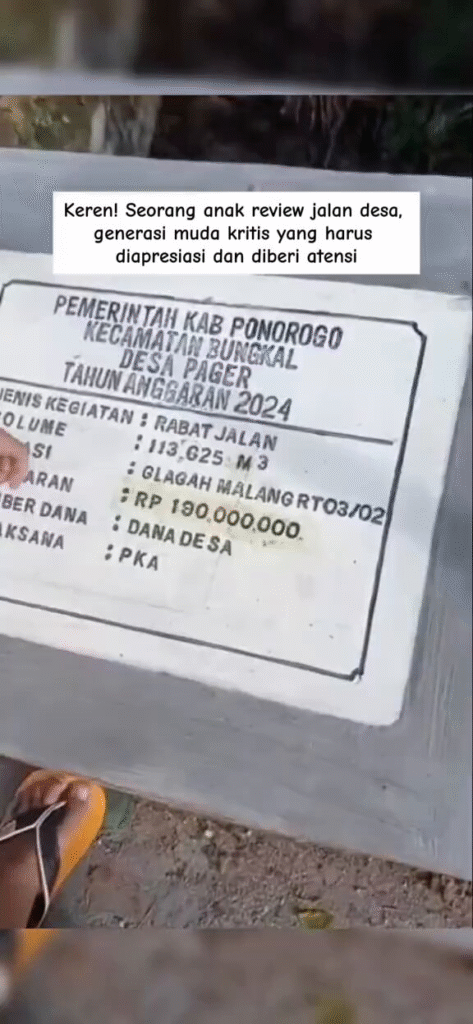 Keren! Seorang anak review jalan desa,
generasi muda kritis yang harus
diapresiasi dan diberi atensi
PEMERINTAH KAB PONOROGO
KECAMATAN BUNGKAL
DESA PAGER
TAHUN ANGGARAN 2024
JENIS KEGIATAN : RABAT JALAN
OLUME : 113,625 M3
ASI : GLAGAH MALANG RT03/02
ARAN : RP 190.000.000.
BER DANA : DANA DESA
AKSANA : PKA